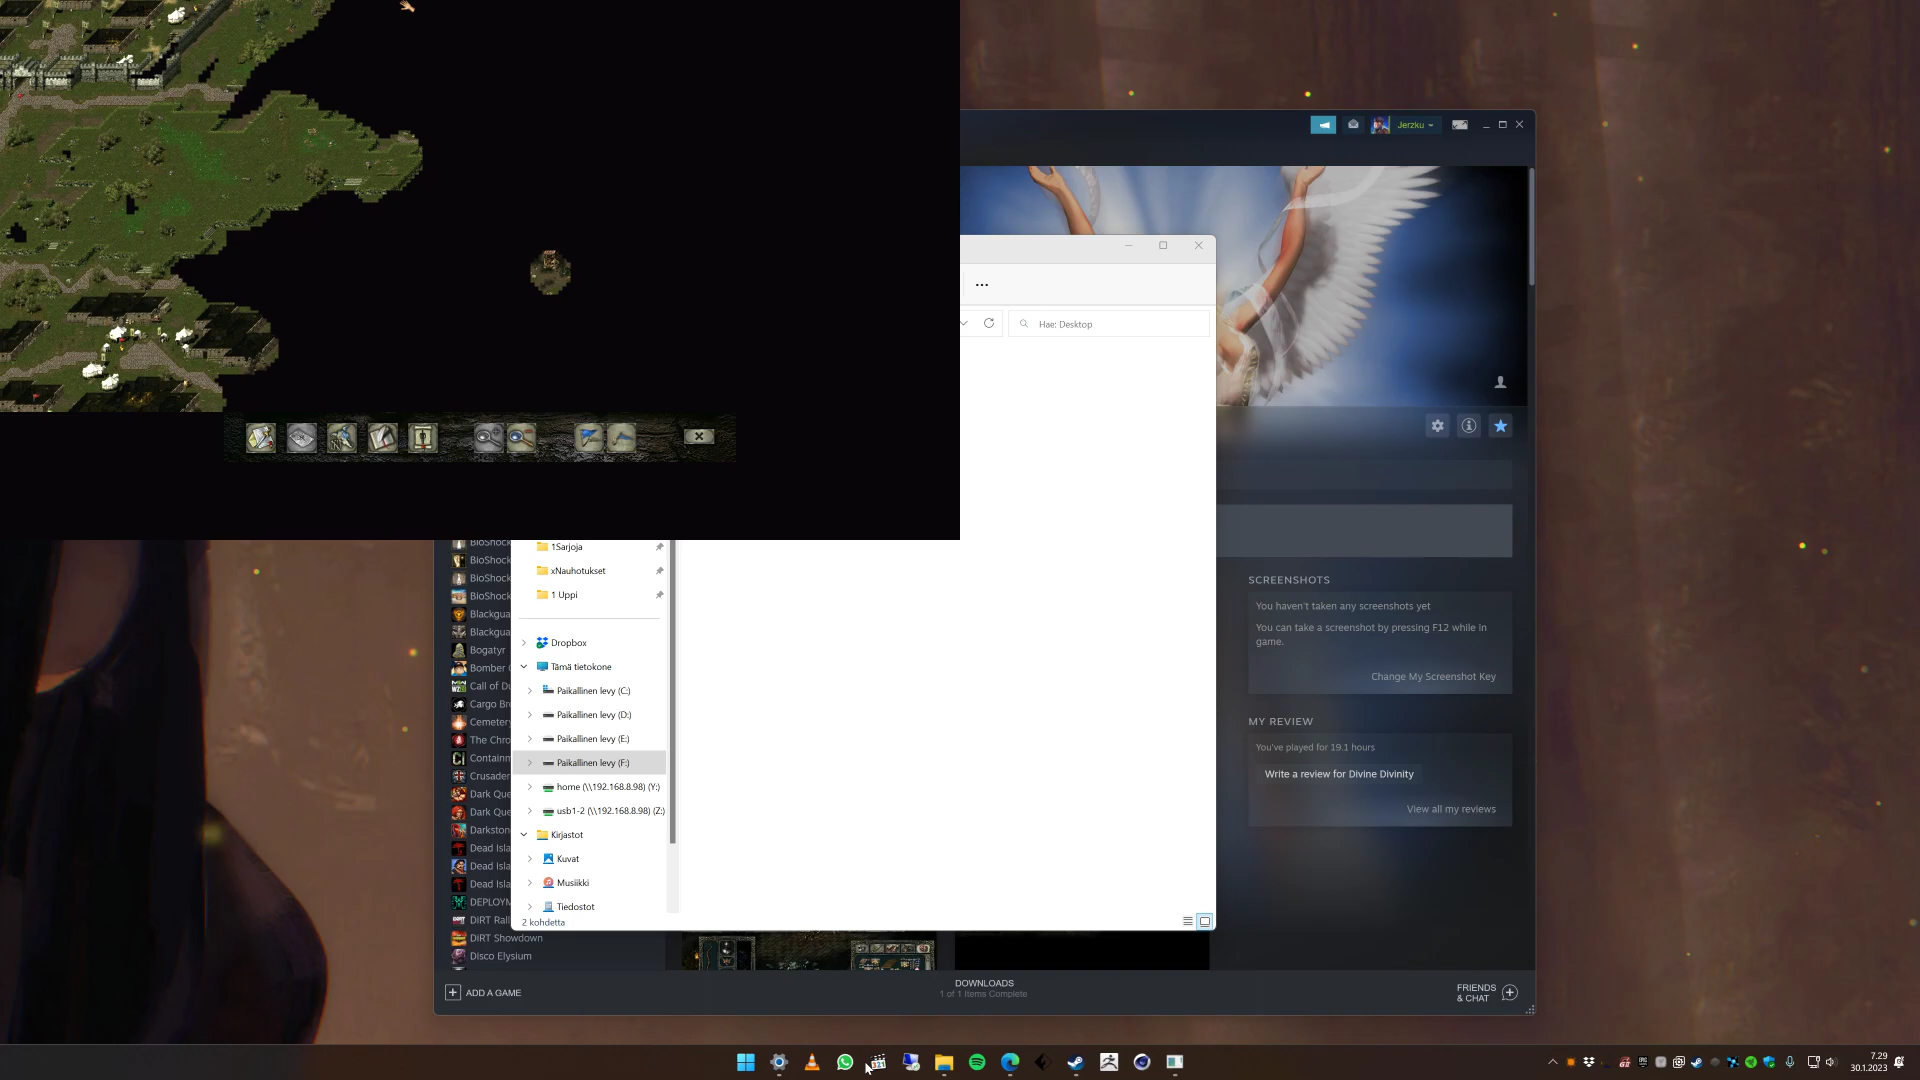 Jerzku
...
Hae: Desktop
BioShock
1Sarjoja
BioShock
xNauhotukset
BioShock
BioShock
1 Uppi
Blackgua
Blackgua
Bogatyr
Dropbox
Bomber
Tämä tietokone
Call of Du
Paikallinen levy (C:)
Cargo Br
Paikallinen levy (D:)
Cemetery
Paikallinen levy (E:)
The Chro
Containm
Paikallinen levy (F:)
Crusader
home (\\192.168.8.98) (Y:)
Dark Que
Dark Que
usb1-2 (\\192.168.8.98) (Z:)
Darkston
Kirjastot
Dead Isla
Kuvat
Dead Isla
Dead Isla
Musiikki
DEPLOYM
Tiedostot
DiRT Rall
2 kohdetta
DiRT Showdown
Disco Elysium
SCREENSHOTS
You haven't taken any screenshots yet
You can take a screenshot by pressing F12 while in
game.
Change My Screenshot Key
MY REVIEW
You've played for 19.1 hours
Write a review for Divine Divinity
View all my reviews
ADD A GAME
DOWNLOADS
1 of 1 Items Complete
FRIENDS
& CHAT
7.29
30.1.2023